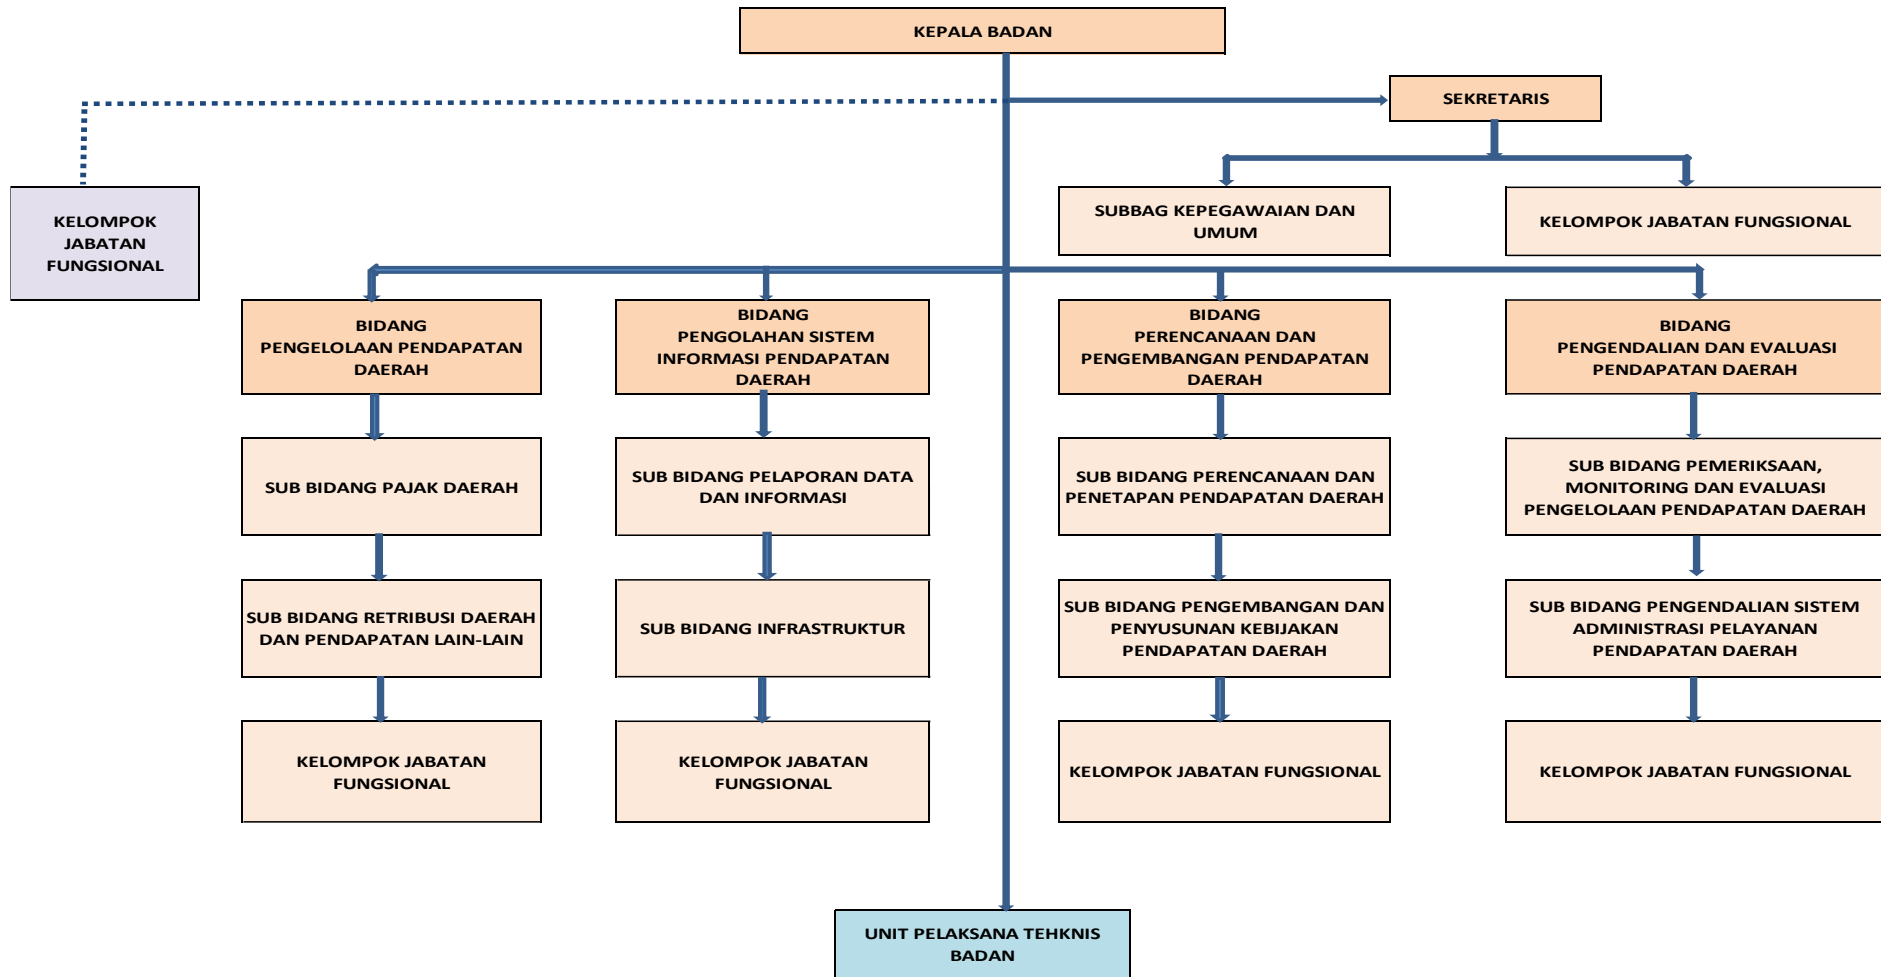 KEPALA BADAN
SEKRETARIS
KELOMPOK
JABATAN
FUNGSIONAL
SUBBAG KEPEGAWAIAN DAN
UMUM
KELOMPOK JABATAN FUNGSIONAL
BIDANG
PENGELOLAAN PENDAPATAN
DAERAH
BIDANG
PENGOLAHAN SISTEM
INFORMASI PENDAPATAN
DAERAH
BIDANG
PERENCANAAN DAN
PENGEMBANGAN PENDAPATAN
DAERAH
BIDANG
PENGENDALIAN DAN EVALUASI
PENDAPATAN DAERAH
SUB BIDANG PAJAK DAERAH
SUB BIDANG PELAPORAN DATA
DAN INFORMASI
SUB BIDANG PERENCANAAN DAN
PENETAPAN PENDAPATAN DAERAH
SUB BIDANG PEMERIKSAAN,
MONITORING DAN EVALUASI
PENGELOLAAN PENDAPATAN DAERAH
SUB BIDANG RETRIBUSI DAERAH
DAN PENDAPATAN LAIN-LAIN
SUB BIDANG INFRASTRUKTUR
SUB BIDANG PENGEMBANGAN DAN
PENYUSUNAN KEBIJAKAN
PENDAPATAN DAERAH
SUB BIDANG PENGENDALIAN SISTEM
ADMINISTRASI PELAYANAN
PENDAPATAN DAERAH
KELOMPOK JABATAN
FUNGSIONAL
KELOMPOK JABATAN
FUNGSIONAL
KELOMPOK JABATAN FUNGSIONAL
KELOMPOK JABATAN FUNGSIONAL
UNIT PELAKSANA TEHKNIS
BADAN